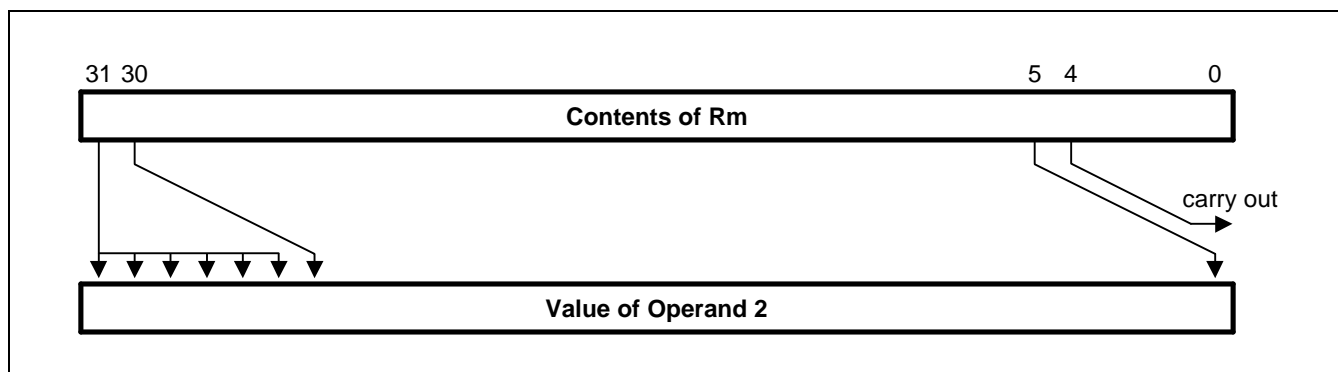 31 30 5 4 0
Contents of Rm
carry out
Value of Operand 2